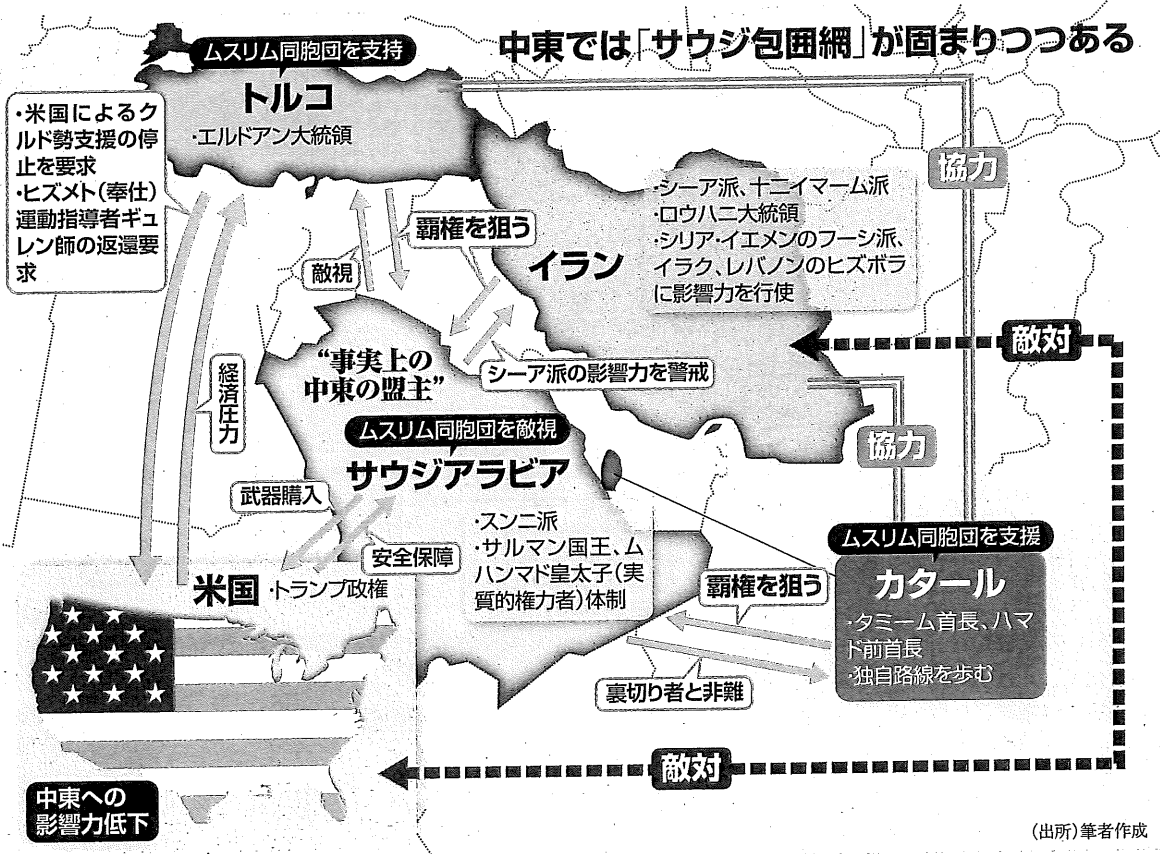 中東では「サウジ包囲網」が固まりつつある
ムスリム同胞団を支持
トルコ
・エルドアン大統領
・米国によるク
ルド勢支援の停
止を要求
・ヒズメト(奉仕)
運動指導者ギュ
レン師の返還要
求
協力
・シーア派、十二イマーム派
・ロウハニ大統領
・シリア・イエメンのフーシ派、
イラク、レバノンのヒズボラ
に影響力を行使
イラン
覇権を狙う
敵視
敵対
シーア派の影響力を警戒
“事実上の
中東の盟主”
経済圧力
ムスリム同胞団を敵視
サウジアラビア
・スンニ派
・サルマン国王、ム
ハンマド皇太子(実
質的権力者)体制
協力
武器購入
安全保障
米国 ・トランプ政権
ムスリム同胞団を支援
カタール
・タミーム首長、ハマ
ド前首長
・独自路線を歩む
覇権を狙う
裏切り者と非難
敵対
中東への
影響力低下
(出所)筆者作成